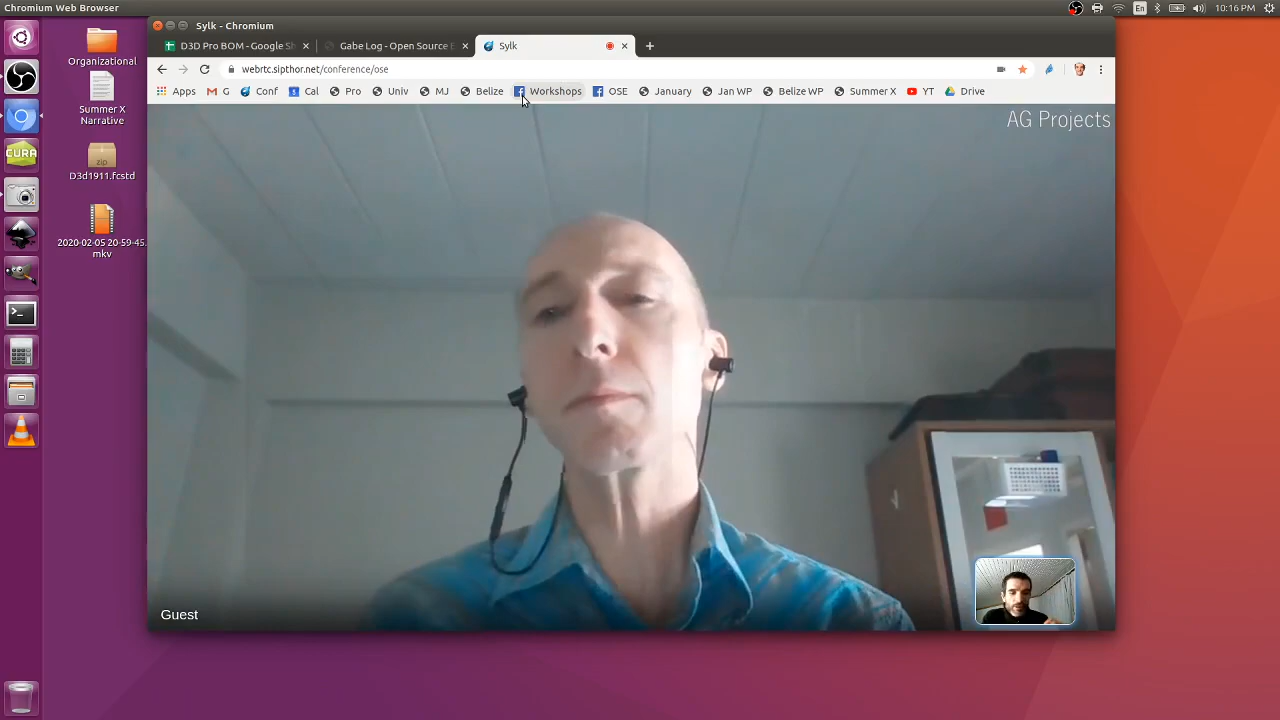 Chromium Web Browser
En
10:16 PM
Sylk - Chromium
D3D Pro BOM - Google Sh
Gabe Log - Open Source E
Sylk
webrtc.sipthor.net/conference/ose
Apps
G
Conf
Cal
Pro
Univ
MJ
Belize
Workshops
OSE
January
Jan WP
Belize WP
Summer X
YT
Drive
AG Projects
Organizational
Summer X
Narrative
zip
D3d1911.fcstd
2020-02-05 20-59-45.
mkv
CURA
Guest